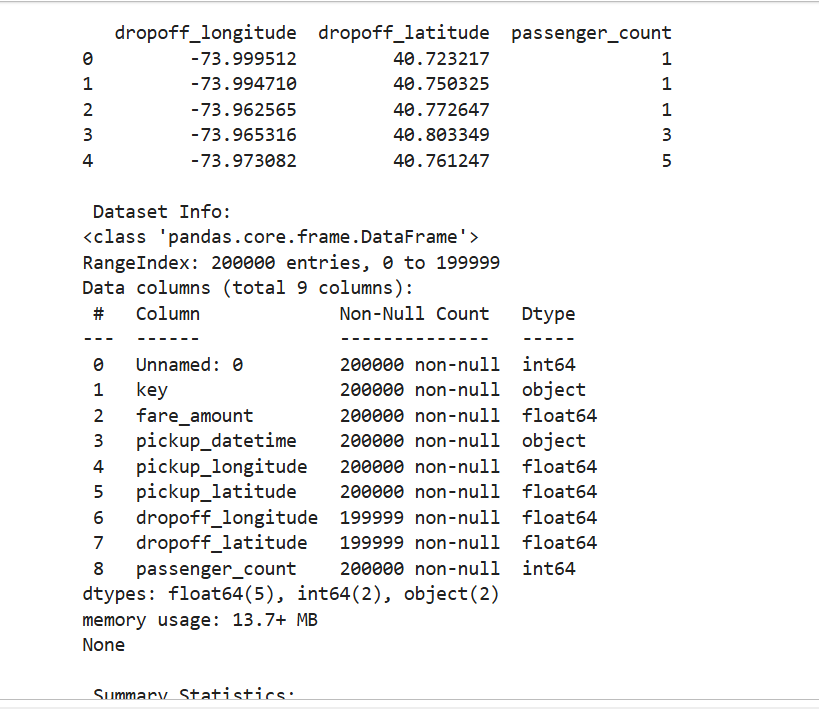 dropoff_longitude  dropoff_latitude  passenger_count
0         -73.999512         40.723217                1
1         -73.994710         40.750325                1
2         -73.962565         40.772647                1
3         -73.965316         40.803349                3
4         -73.973082         40.761247                5
Dataset Info:
<class 'pandas.core.frame.DataFrame'>
RangeIndex: 200000 entries, 0 to 199999
Data columns (total 9 columns):
 #   Column             Non-Null Count   Dtype
---  ------             --------------   -----
 0   Unnamed: 0         200000 non-null  int64
 1   key                200000 non-null  object
 2   fare_amount        200000 non-null  float64
 3   pickup_datetime    200000 non-null  object
 4   pickup_longitude   200000 non-null  float64
 5   pickup_latitude    200000 non-null  float64
 6   dropoff_longitude  199999 non-null  float64
 7   dropoff_latitude   199999 non-null  float64
 8   passenger_count    200000 non-null  int64
dtypes: float64(5), int64(2), object(2)
memory usage: 13.7+ MB
None
Summary Statistics: